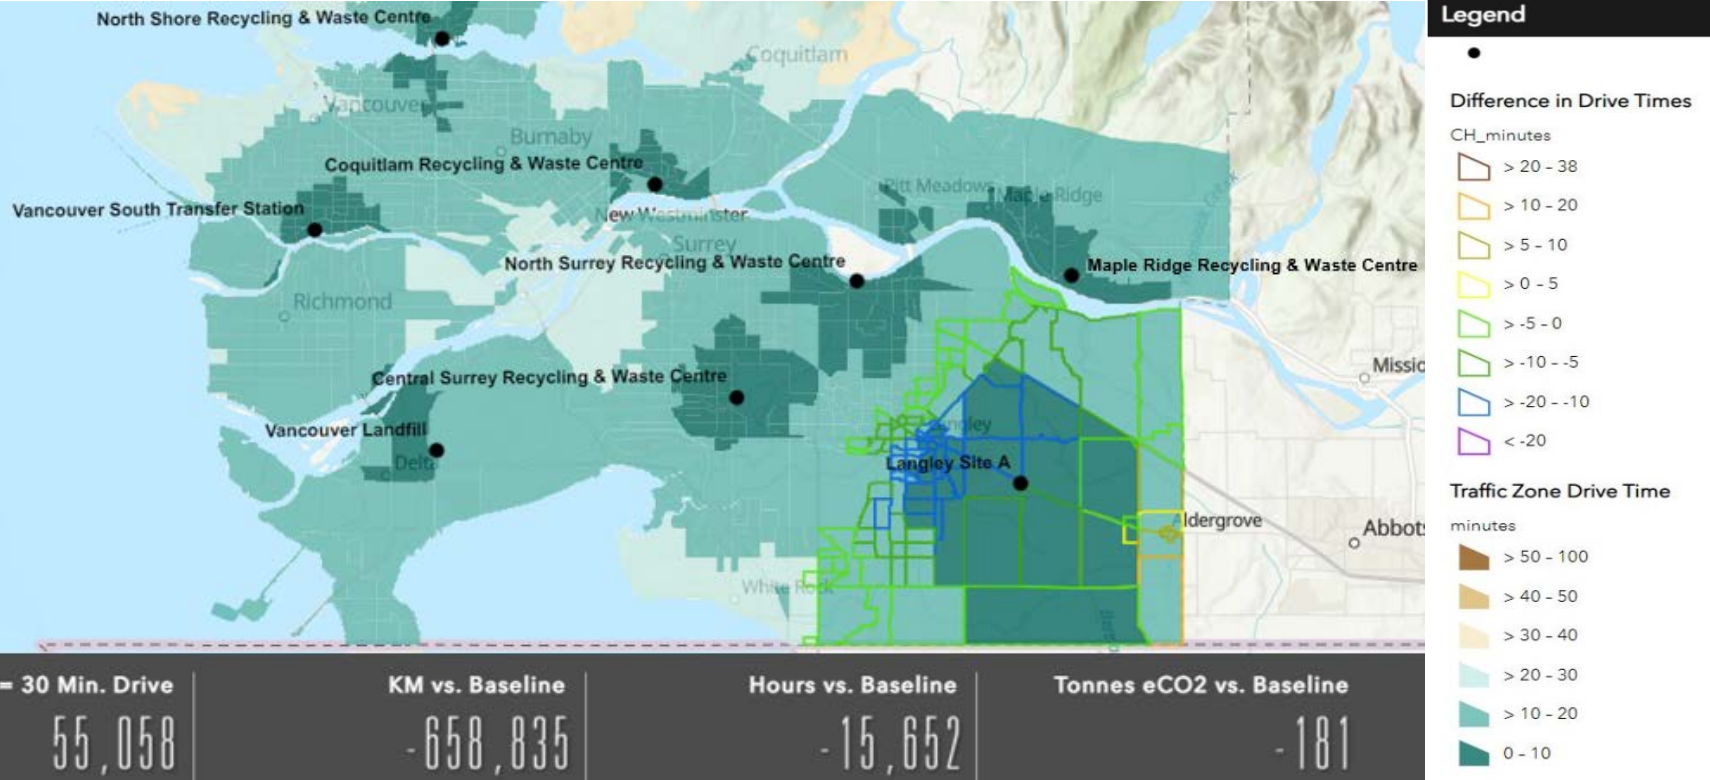 North Shore Recycling & Waste Centre
Coquitlam
Vancouver
Burnaby
Coquitlam Recycling & Waste Centre
Pitt Meadows
Maple Ridge
Vancouver South Transfer Station
New Westminster
Surrey
North Surrey Recycling & Waste Centre
Maple Ridge Recycling & Waste Centre
Richmond
Missio
Central Surrey Recycling & Waste Centre
Langley
Vancouver Landfill
Delta
Langley Site A
ldergrove
Abbots
White Rock
= 30 Min. Drive
55,058
KM vs. Baseline
-658,835
Hours vs. Baseline
-15,652
Tonnes eCO2 vs. Baseline
-181
Legend
Difference in Drive Times
CH_minutes
> 20 - 38
> 10 - 20
> 5 - 10
> 0 - 5
> -5 - 0
> -10 - -5
> -20 - -10
< -20
Traffic Zone Drive Time
minutes
> 50 - 100
> 40 - 50
> 30 - 40
> 20 - 30
> 10 - 20
0 - 10